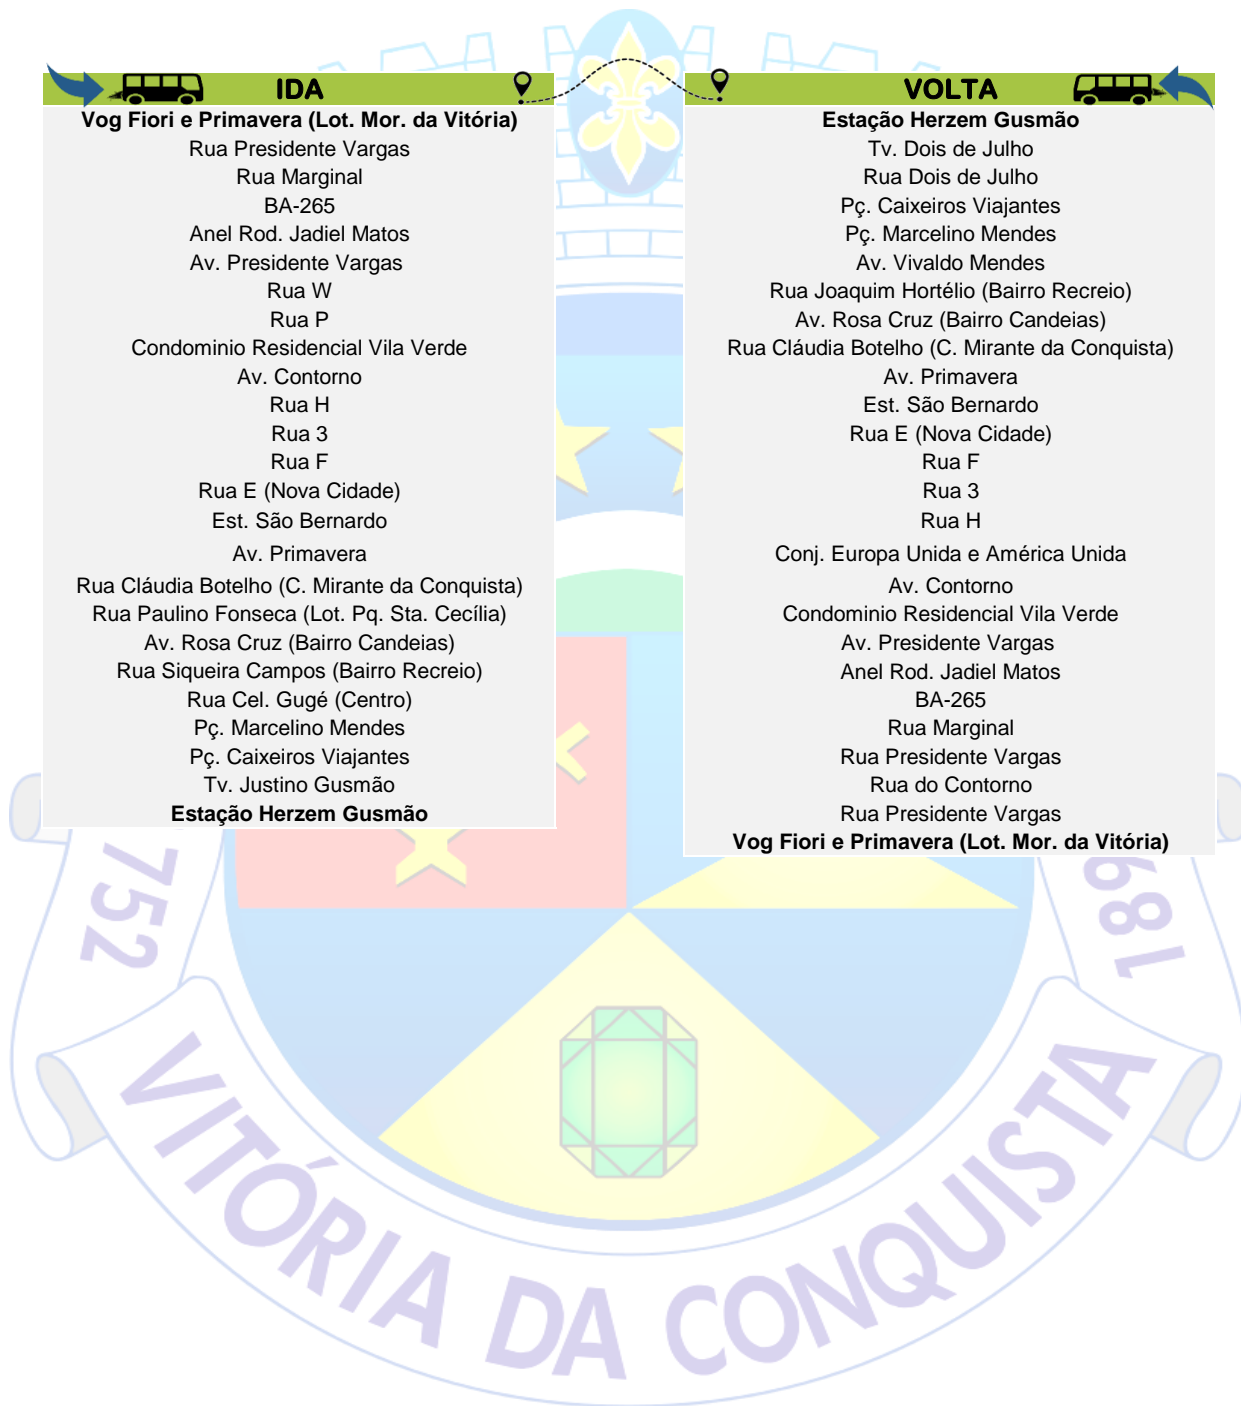 IDA
Vog Fiori e Primavera (Lot. Mor. da Vitória)
Rua Presidente Vargas
Rua Marginal
BA-265
Anel Rod. Jadiel Matos
Av. Presidente Vargas
Rua W
Rua P
Condominio Residencial Vila Verde
Av. Contorno
Rua H
Rua 3
Rua F
Rua E (Nova Cidade)
Est. São Bernardo
Av. Primavera
Rua Cláudia Botelho (C. Mirante da Conquista)
Rua Paulino Fonseca (Lot. Pq. Sta. Cecília)
Av. Rosa Cruz (Bairro Candeias)
Rua Siqueira Campos (Bairro Recreio)
Rua Cel. Gugé (Centro)
Pç. Marcelino Mendes
Pç. Caixeiros Viajantes
Tv. Justino Gusmão
Estação Herzem Gusmão
VOLTA
Estação Herzem Gusmão
Tv. Dois de Julho
Rua Dois de Julho
Pç. Caixeiros Viajantes
Pç. Marcelino Mendes
Av. Vivaldo Mendes
Rua Joaquim Hortélio (Bairro Recreio)
Av. Rosa Cruz (Bairro Candeias)
Rua Cláudia Botelho (C. Mirante da Conquista)
Av. Primavera
Est. São Bernardo
Rua E (Nova Cidade)
Rua F
Rua 3
Rua H
Conj. Europa Unida e América Unida
Av. Contorno
Condominio Residencial Vila Verde
Av. Presidente Vargas
Anel Rod. Jadiel Matos
BA-265
Rua Marginal
Rua Presidente Vargas
Rua do Contorno
Rua Presidente Vargas
Vog Fiori e Primavera (Lot. Mor. da Vitória)
752
VITÓRIA DA CONQUISTA